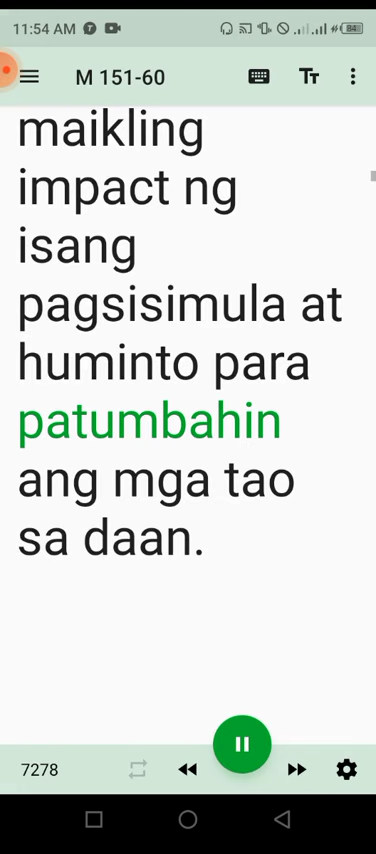 11:54 AM
84
M 151-60
maikling
impact ng
isang
pagsisimula at
huminto para
patumbahin
ang mga tao
sa daan.
7278